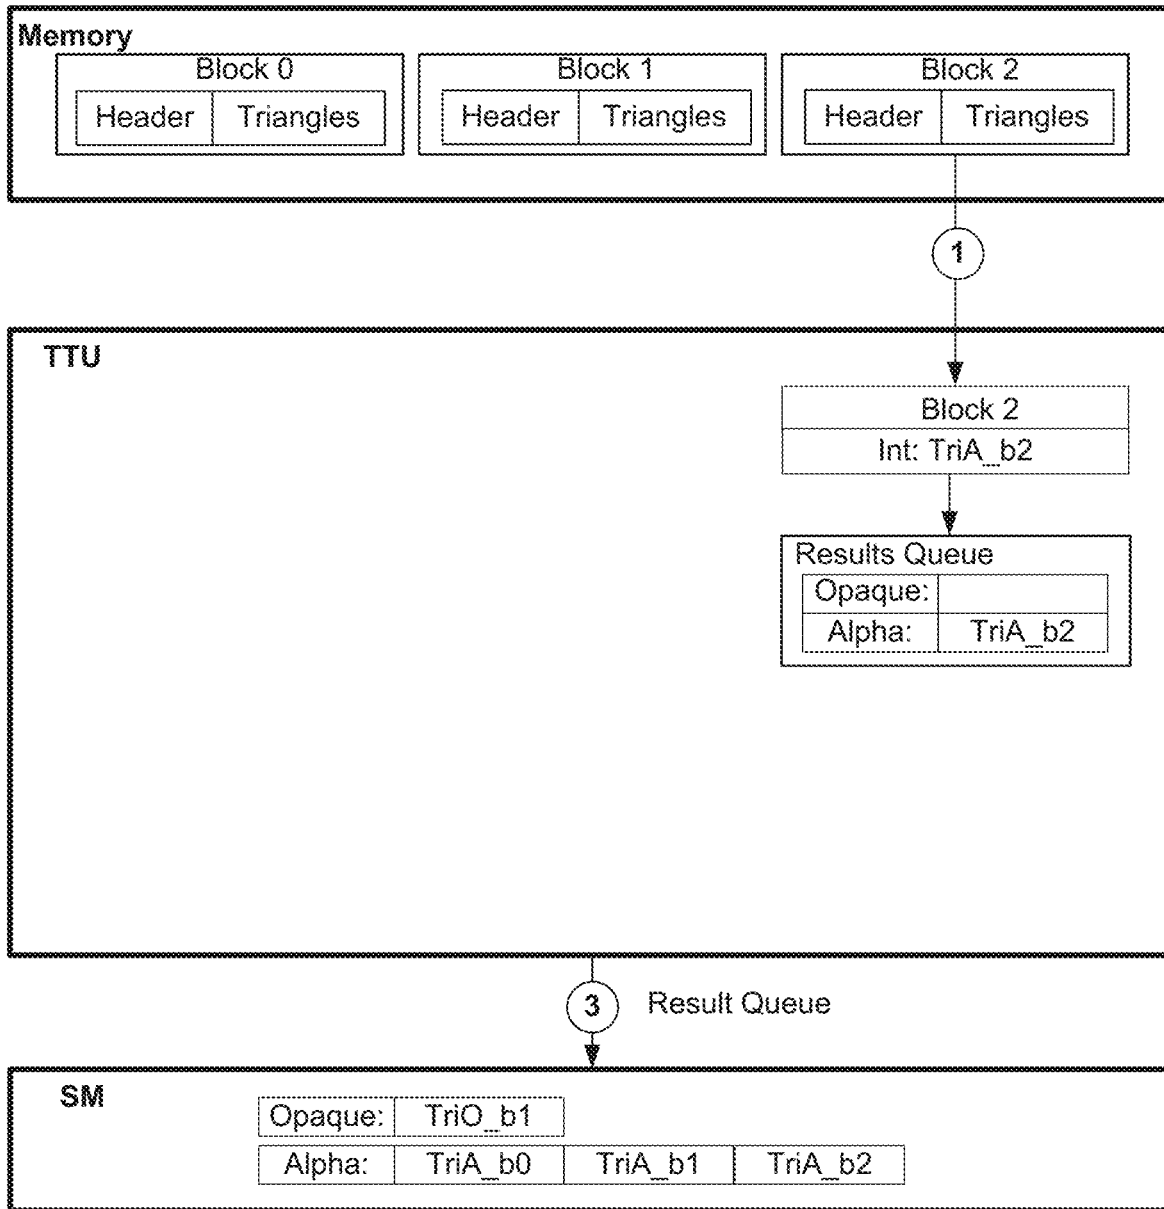 Memory
Block 0 Block 1 Block 2
Header Triangles Header Triangles Header Triangles
1
TTU
Block 2
Int: TriA_b2
Results Queue
Opaque:
Alpha: TriA_b2
3 Result Queue
SM
Opaque: TriO_b1
Alpha: TriA_b0 TriA_b1 TriA_b2